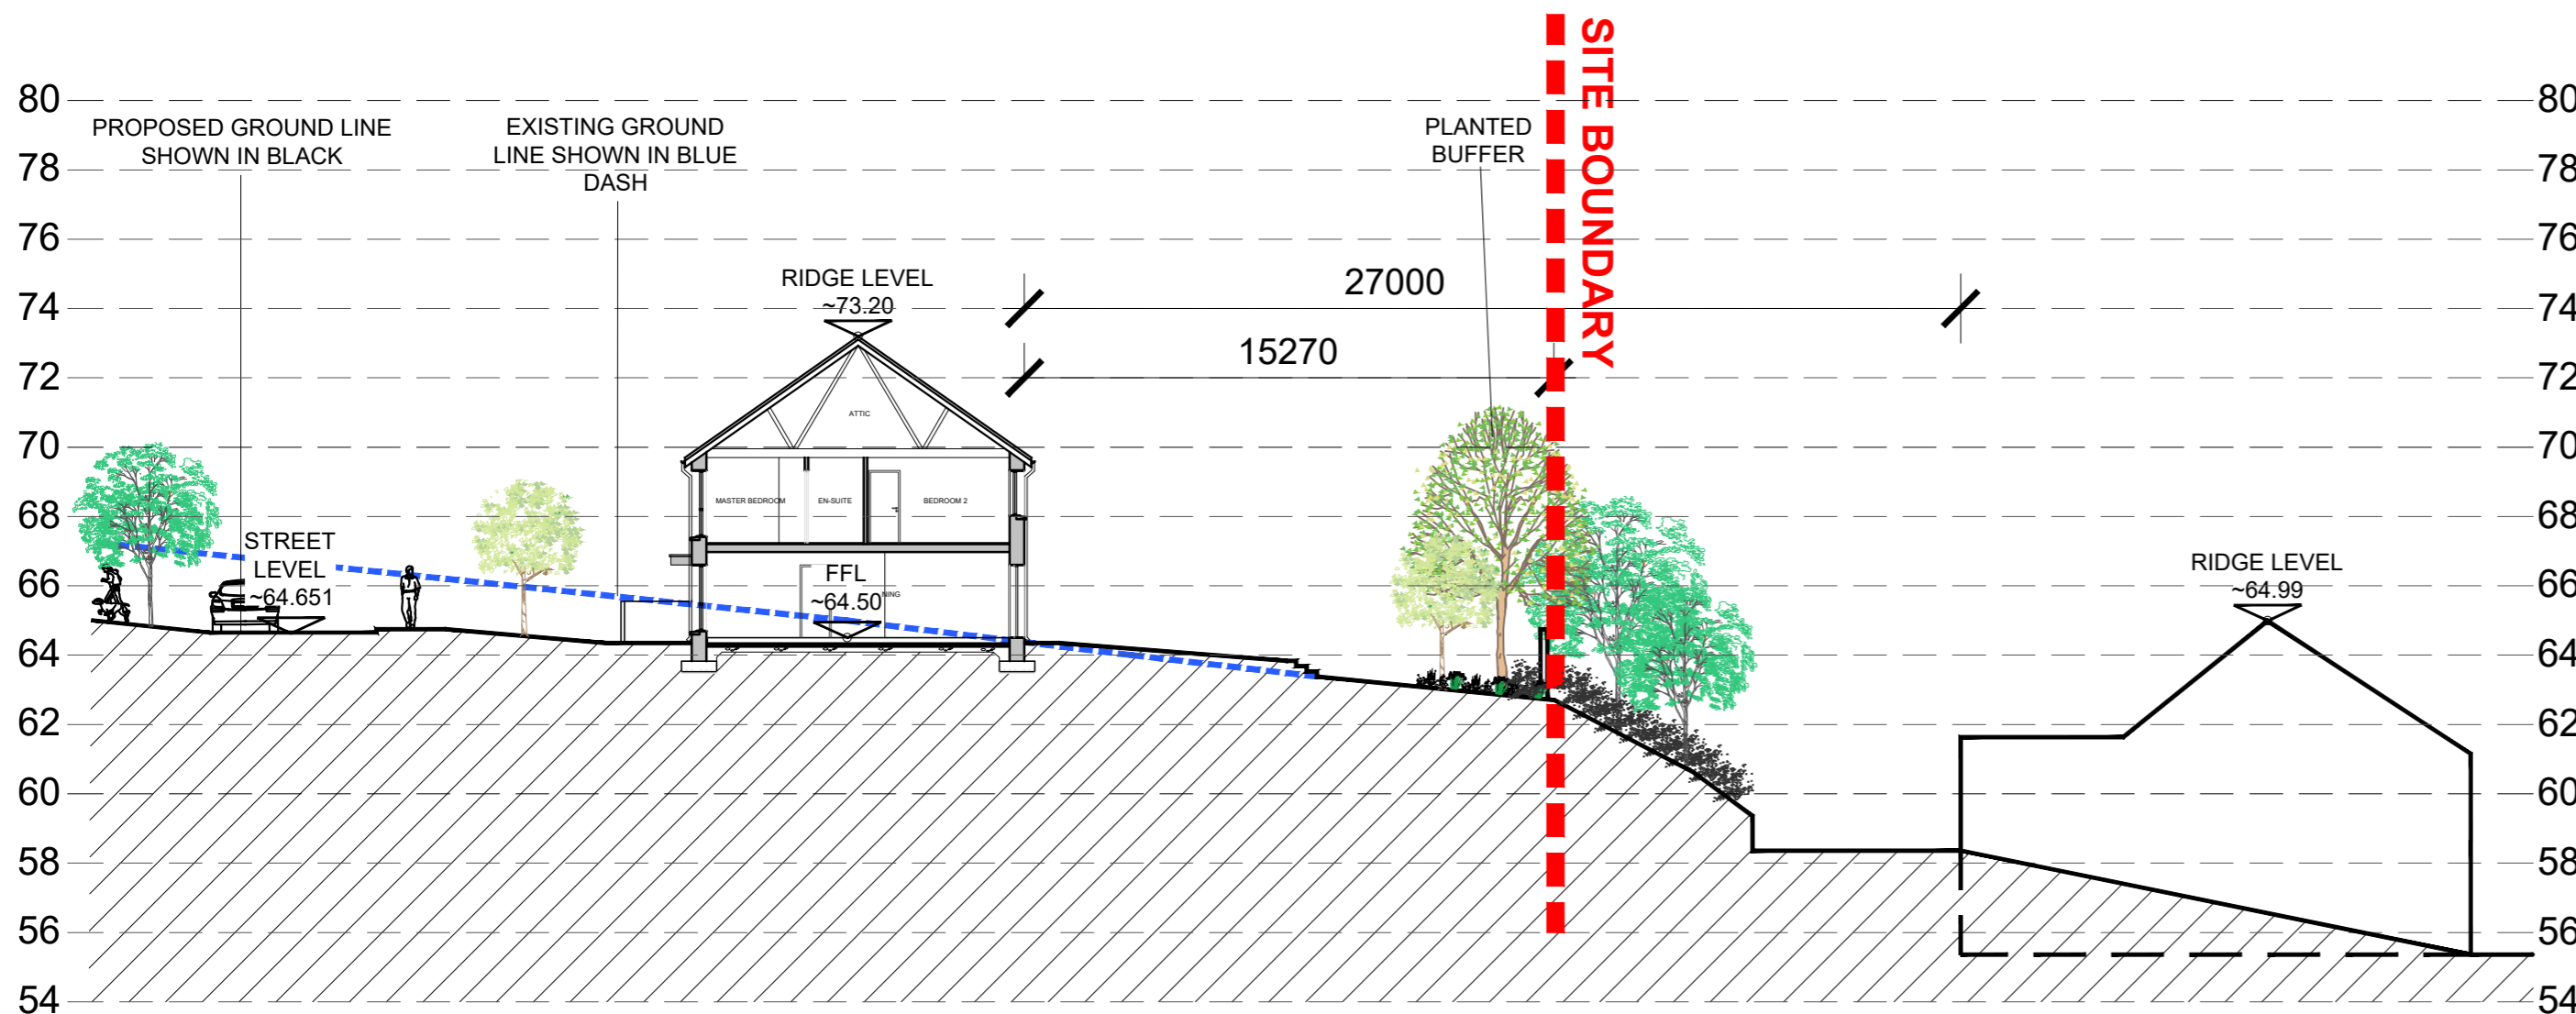 SITE BOUNDARY
80 80
PROPOSED GROUND LINE
SHOWN IN BLACK
EXISTING GROUND
LINE SHOWN IN BLUE
DASH
PLANTED
BUFFER
78 78
76 76
RIDGE LEVEL
~73.20
27000
74 74
15270
72 72
ATTIC
70 70
MASTER BEDROOM
EN-SUITE
BEDROOM 2
68 68
STREET
LEVEL
~64.651
FFL
~64.50
NING
RIDGE LEVEL
~64.99
66 66
64 64
62 62
60 60
58 58
56 56
54 54